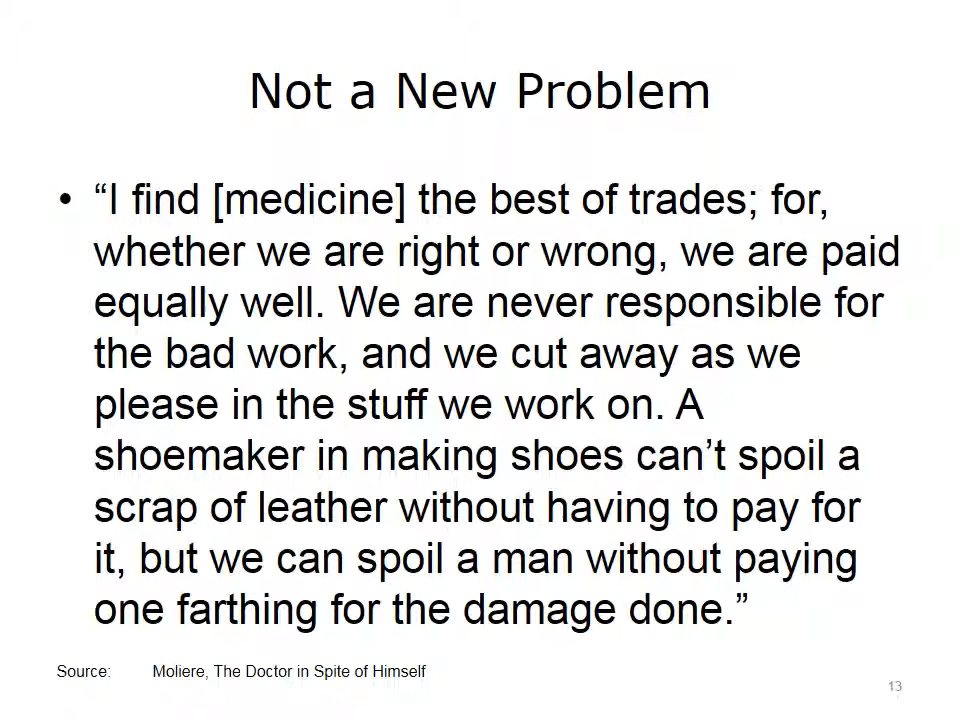 Not a New Problem
• “I find [medicine] the best of trades; for,
whether we are right or wrong, we are paid
equally well. We are never responsible for
the bad work, and we cut away as we
please in the stuff we work on. A
shoemaker in making shoes can’t spoil a
scrap of leather without having to pay for
it, but we can spoil a man without paying
one farthing for the damage done.”
Source: Moliere, The Doctor in Spite of Himself
13